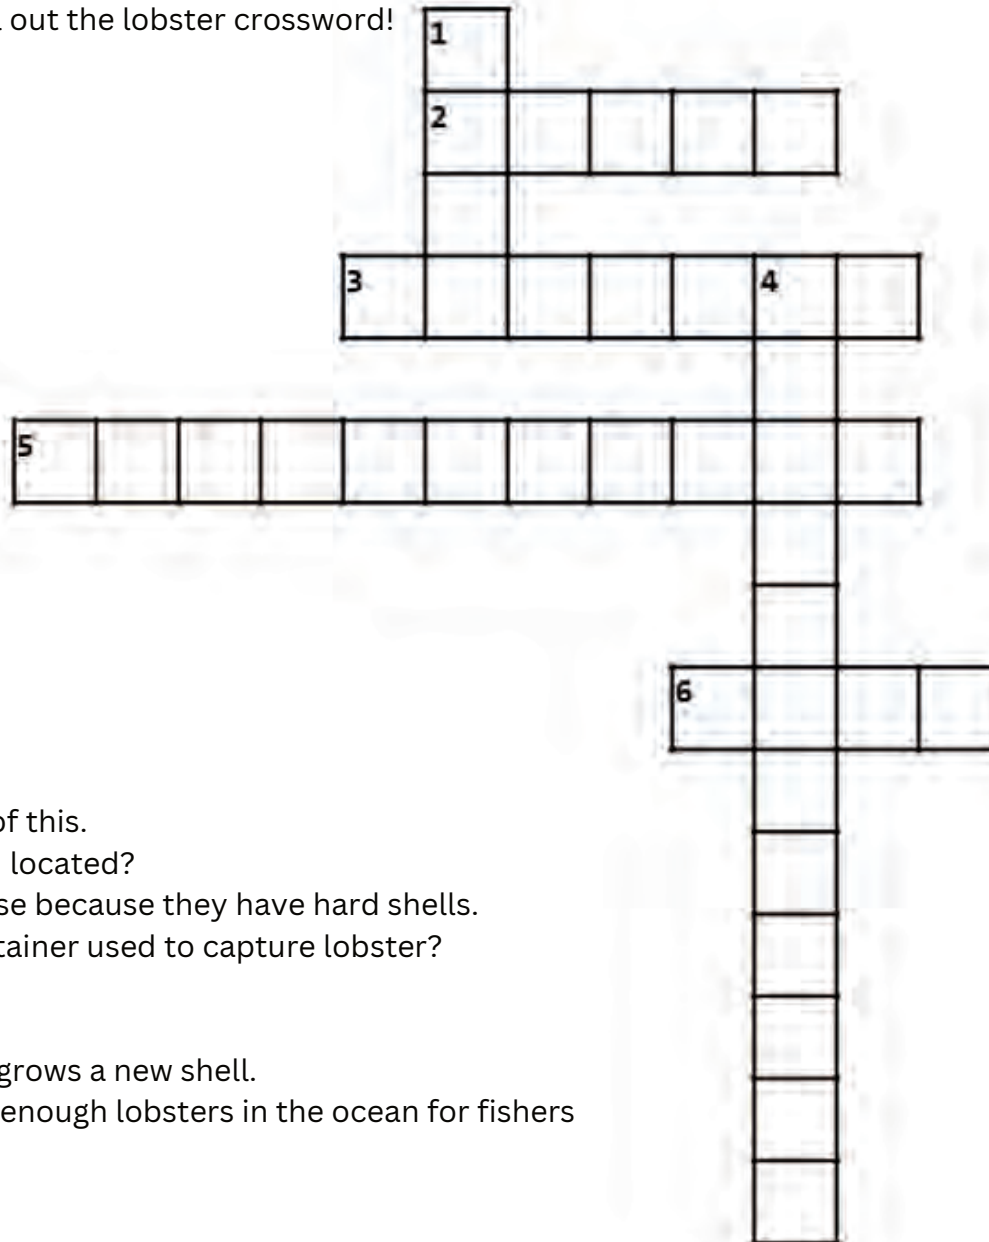 out the lobster crossword!
1
2
3 4
5
6
of this.
located?
se because they have hard shells.
tainer used to capture lobster?
grows a new shell.
enough lobsters in the ocean for fishers